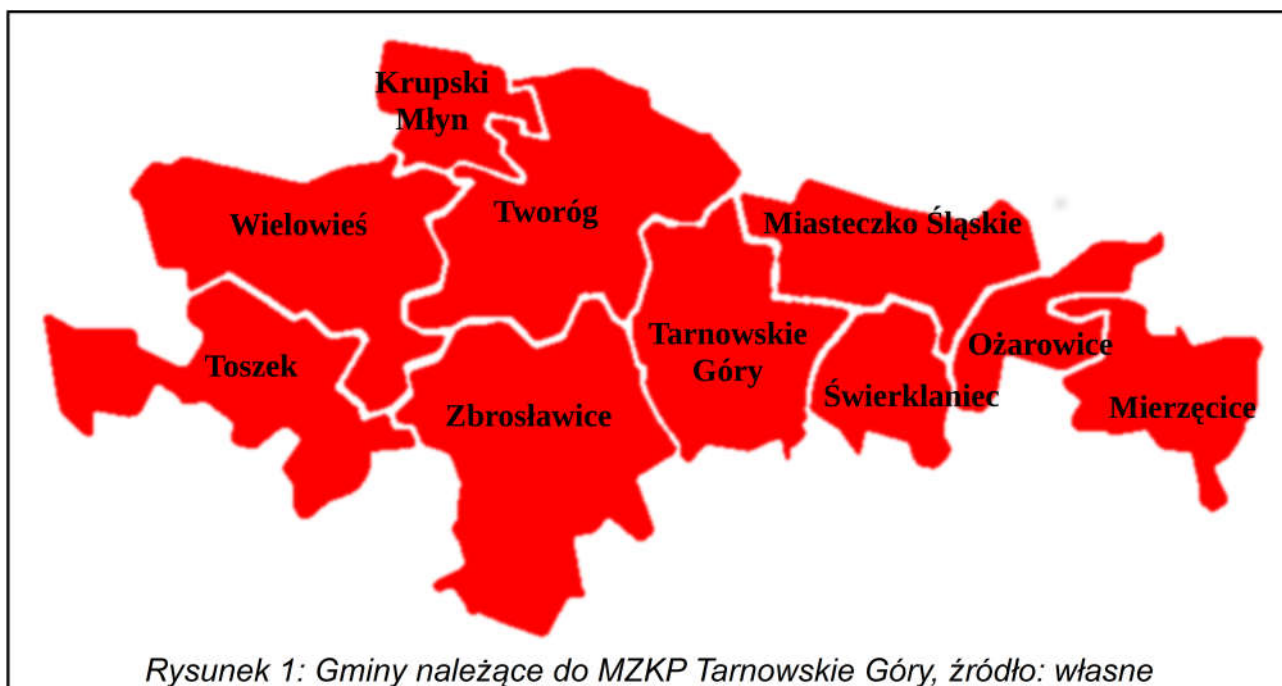 Krupski
Młyn
Wielowieś
Tworóg
Miasteczko Śląskie
Toszek
Tarnowskie
Góry
Ożarowice
Zbrosławice
Świerklaniec
Mierzęcice
Rysunek 1: Gminy należące do MZKP Tarnowskie Góry, źródło: własne